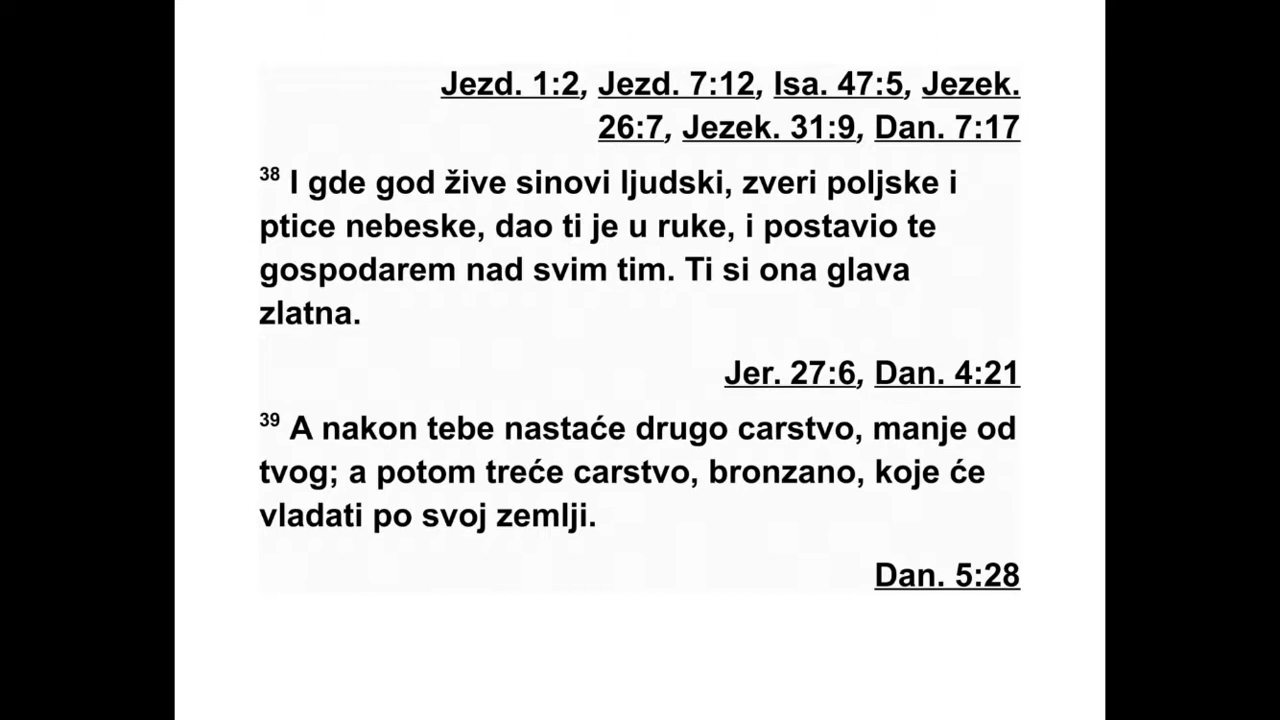 Jezd. 1:2, Jezd. 7:12, Isa. 47:5, Jezek.
26:7, Jezek. 31:9, Dan. 7:17
38 I gde god žive sinovi ljudski, zveri poljske i
ptice nebeske, dao ti je u ruke, i postavio te
gospodarem nad svim tim. Ti si ona glava
zlatna.
Jer. 27:6, Dan. 4:21
39 A nakon tebe nastaće drugo carstvo, manje od
tvog; a potom treće carstvo, bronzano, koje će
vladati po svoj zemlji.
Dan. 5:28